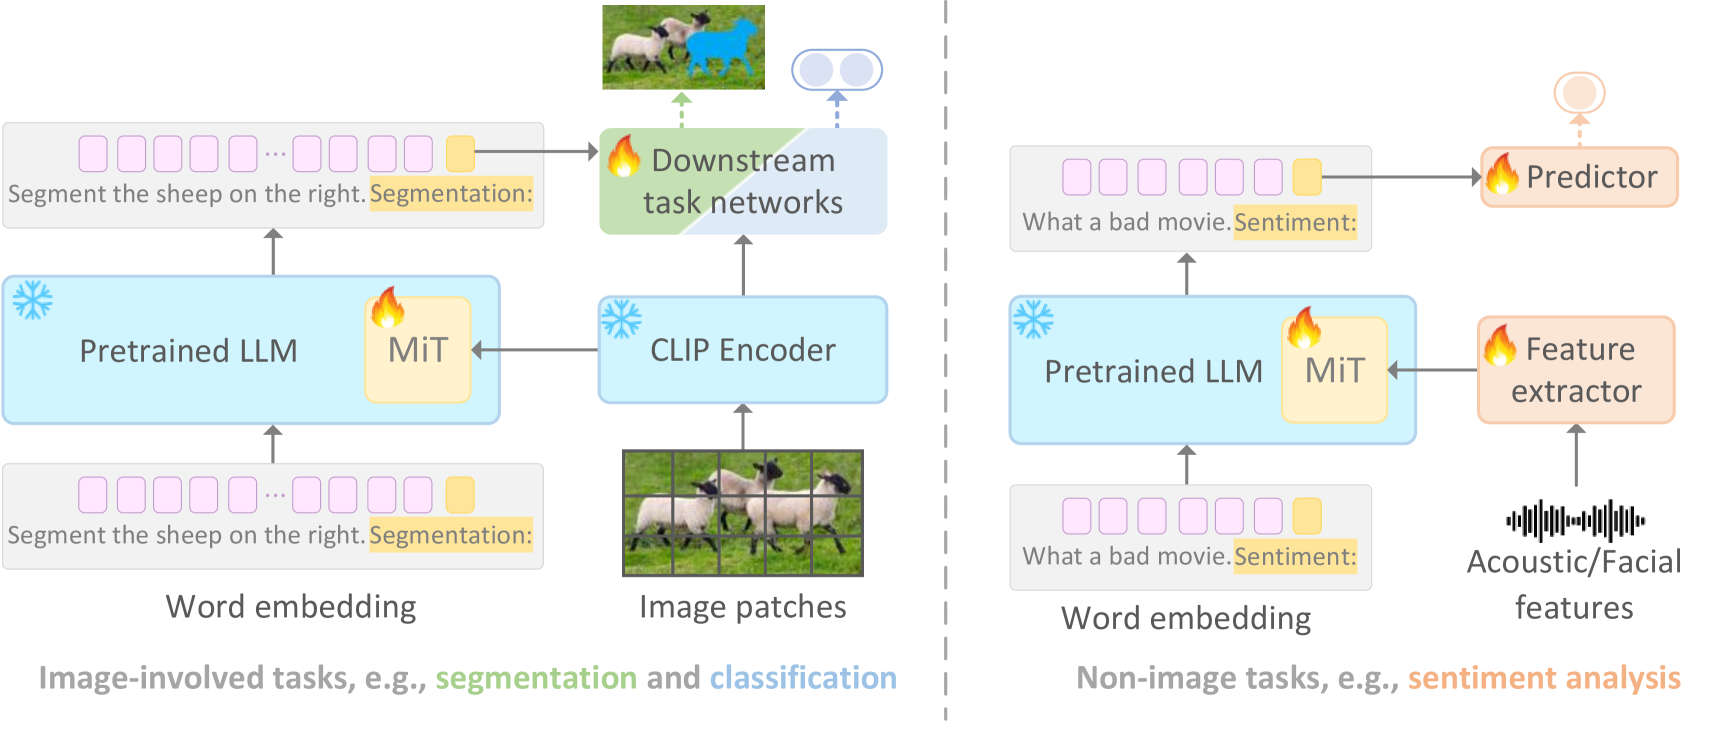 Segment the sheep on the right. Segmentation:
Downstream
task networks
Pretrained LLM
MiT
CLIP Encoder
Segment the sheep on the right. Segmentation:
Word embedding
Image patches
Image-involved tasks, e.g., segmentation and classification
What a bad movie. Sentiment:
Predictor
Pretrained LLM
MiT
Feature
extractor
What a bad movie. Sentiment:
Word embedding
Acoustic/Facial
features
Non-image tasks, e.g., sentiment analysis